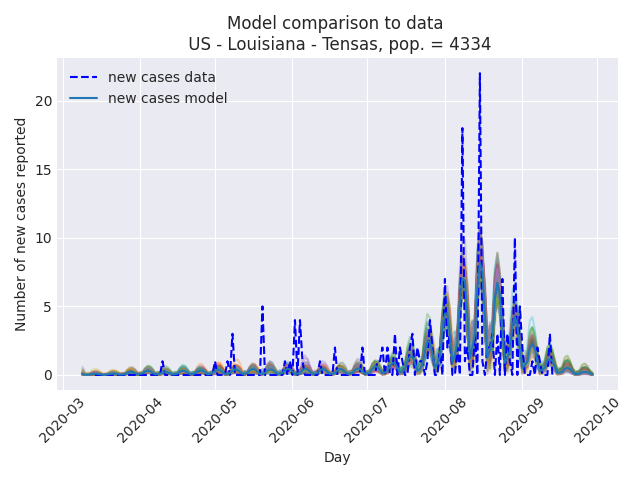 Model comparison to data
US - Louisiana - Tensas, pop. = 4334
new cases data
new cases model
Number of new cases reported
20
15
10
5
0
2020-03
2020-04
2020-05
2020-06
2020-07
2020-08
2020-09
2020-10
Day